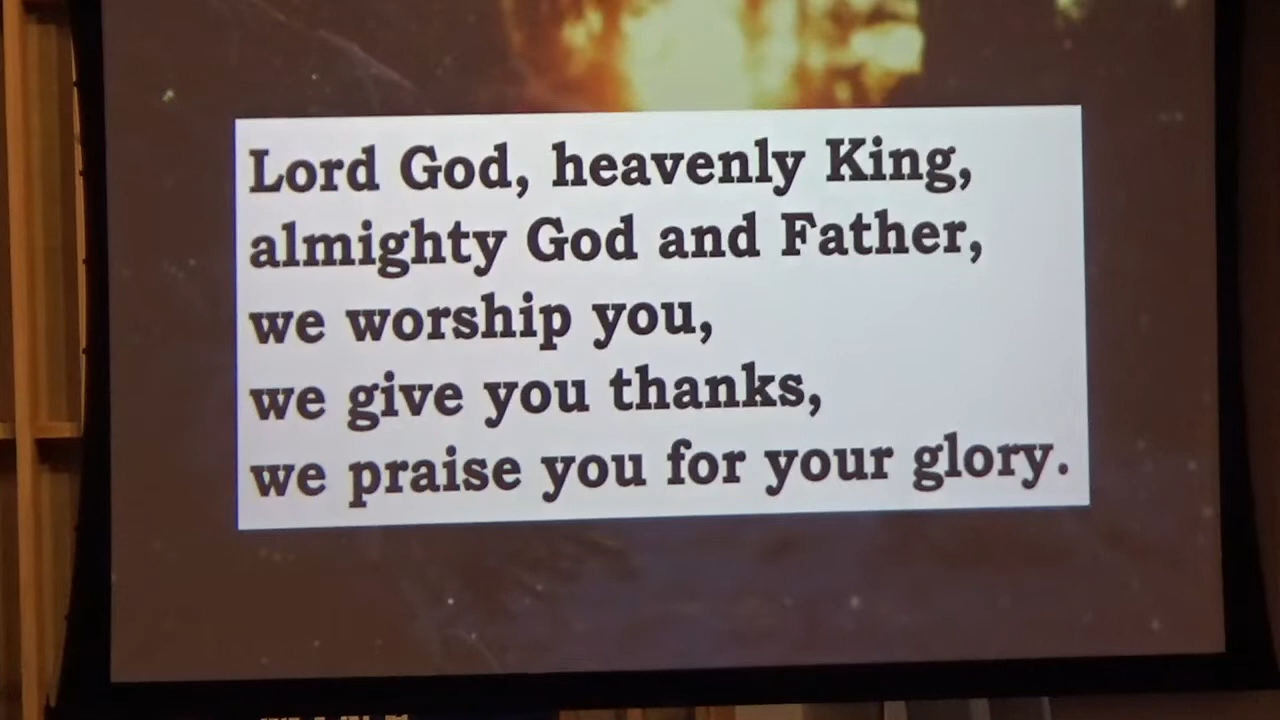 Lord God, heavenly King,
almighty God and Father,
we worship you,
we give you thanks,
we praise you for your glory.